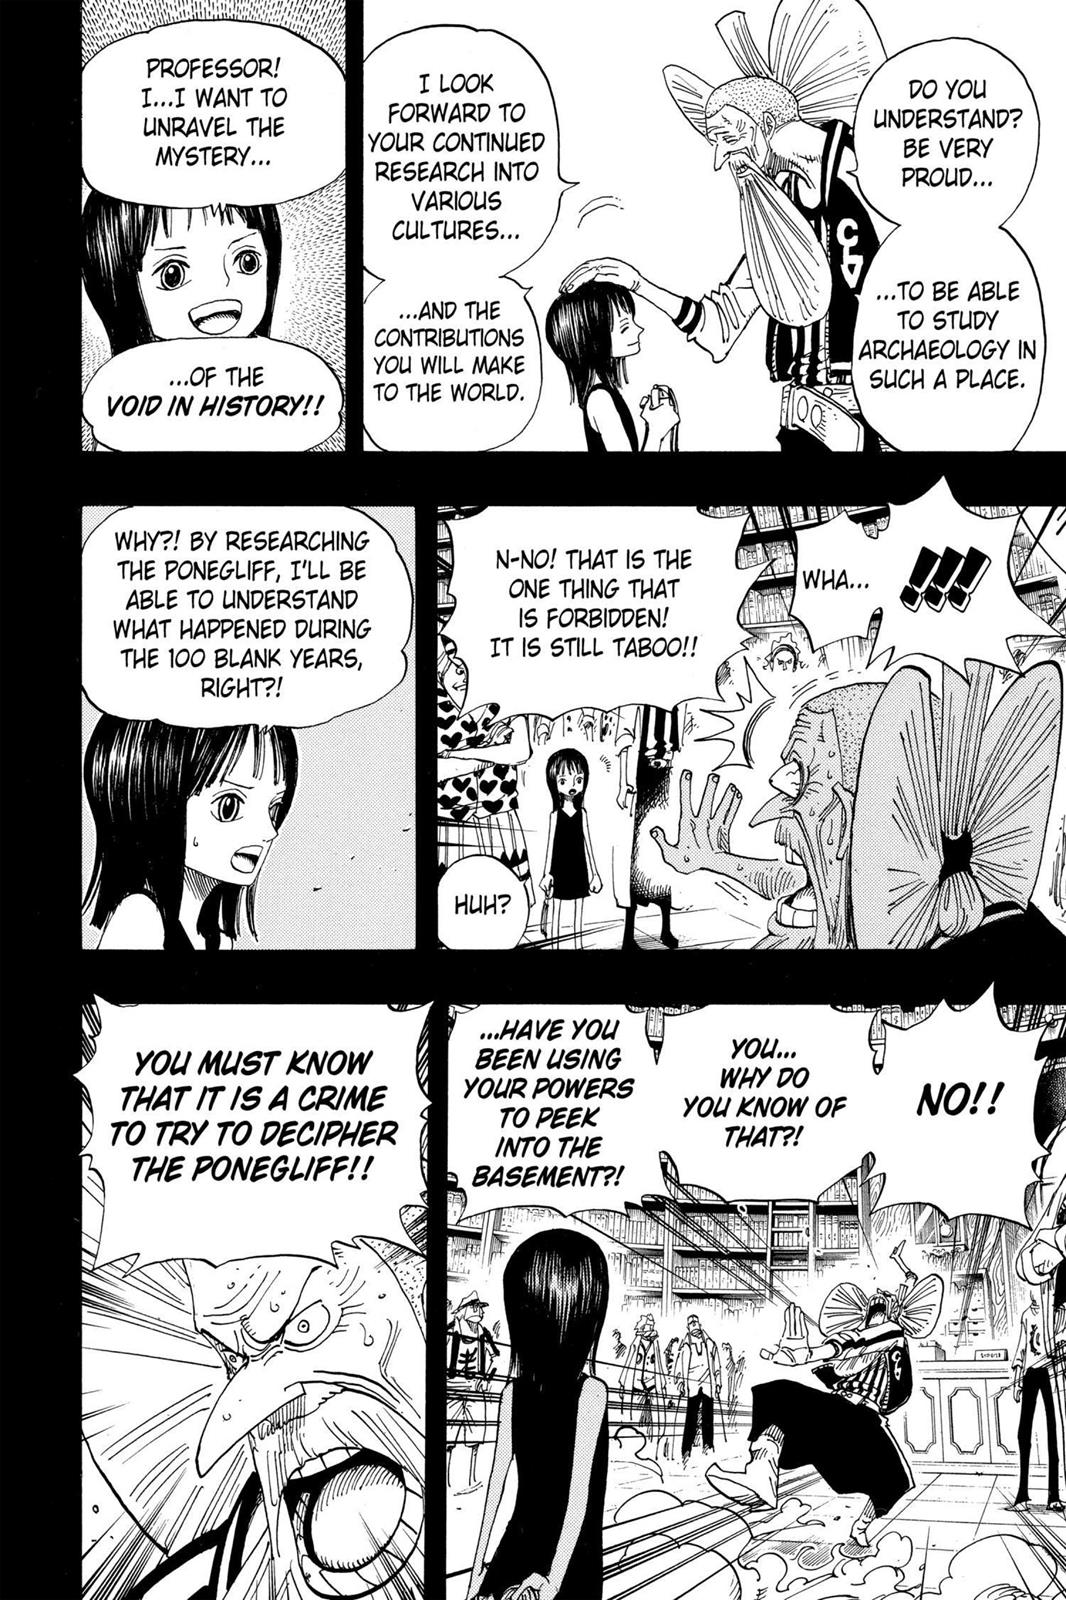 DO YOU
UNDERSTAND?
BE VERY
PROUD...
...TO BE ABLE
TO STUDY
ARCHAEOLOGY IN
SUCH A PLACE.
I LOOK
FORWARD TO
YOUR CONTINUED
RESEARCH INTO
VARIOUS
CULTURES...
...AND THE
CONTRIBUTIONS
YOU WILL MAKE
TO THE WORLD.
PROFESSOR!
I...I WANT TO
UNRAVEL THE
MYSTERY...
...OF THE
VOID IN HISTORY!!
!!!!
WHA...
N-NO! THAT IS THE
ONE THING THAT
IS FORBIDDEN!
IT IS STILL TABOO!!
HUH?
WHY?! BY RESEARCHING
THE PONEGLIFF, I'LL BE
ABLE TO UNDERSTAND
WHAT HAPPENED DURING
THE 100 BLANK YEARS,
RIGHT?!
NO!!
YOU...
WHY DO
YOU KNOW OF
THAT?!
...HAVE YOU
BEEN USING
YOUR POWERS
TO PEEK
INTO THE
BASEMENT?!
YOU MUST KNOW
THAT IT IS A CRIME
TO TRY TO DECIPHER
THE PONEGLIFF!!